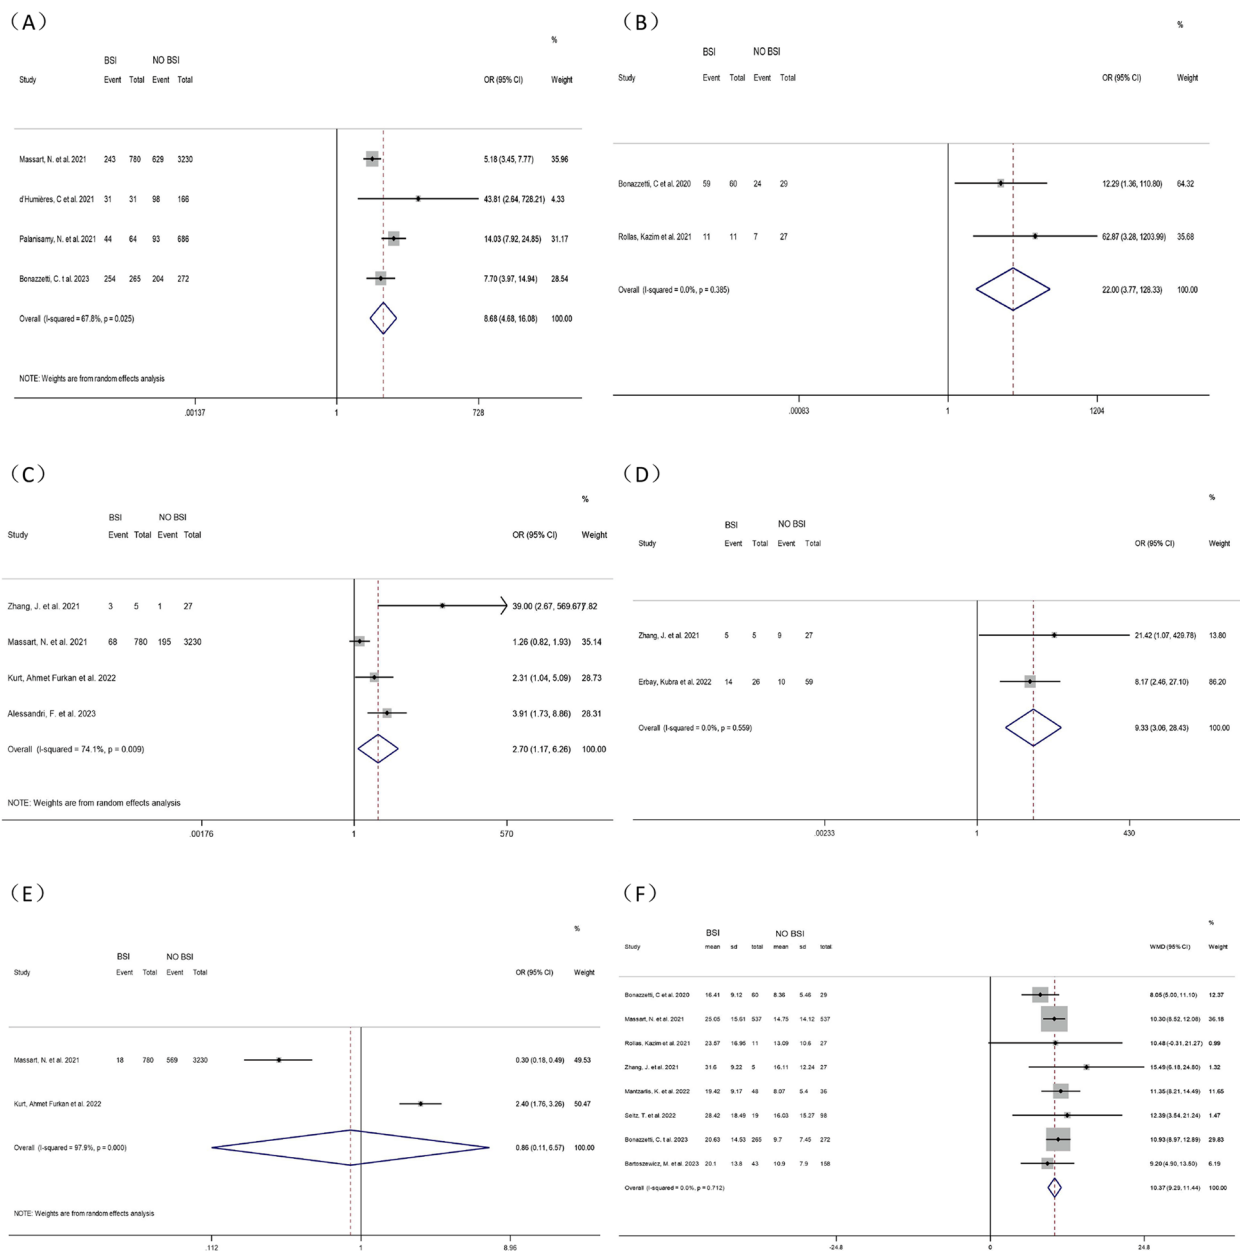 (A)
%
BSI NO BSI
Study Event Total Event Total OR (95% CI) Weight
Massart, N. et al. 2021 243 780 629 3230 5.18 (3.45, 7.77) 35.96
d'Humières, C et al. 2021 31 31 98 166 43.81 (2.64, 728.21) 4.33
Palanisamy, N. et al. 2021 44 64 93 686 14.03 (7.92, 24.85) 31.17
Bonazzetti, C. t al. 2023 254 265 204 272 7.70 (3.97, 14.94) 28.54
Overall (I-squared = 67.8%, p = 0.025) 8.68 (4.68, 16.08) 100.00
NOTE: Weights are from random effects analysis
.00137 1 728
(B)
%
BSI NO BSI
Study Event Total Event Total OR (95% CI) Weight
Bonazzetti, C et al. 2020 59 60 24 29 12.29 (1.36, 110.80) 64.32
Rollas, Kazim et al. 2021 11 11 7 27 62.87 (3.28, 1203.99) 35.68
Overall (I-squared = 0.0%, p = 0.385) 22.00 (3.77, 128.33) 100.00
.00083 1 1204
(C)
%
BSI NO BSI
Study Event Total Event Total OR (95% CI) Weight
Zhang, J. et al. 2021 3 5 1 27 39.00 (2.67, 569.67) 7.82
Massart, N. et al. 2021 68 780 195 3230 1.26 (0.82, 1.93) 35.14
Kurt, Ahmet Furkan et al. 2022 2.31 (1.04, 5.09) 28.73
Alessandri, F. et al. 2023 3.91 (1.73, 8.86) 28.31
Overall (I-squared = 74.1%, p = 0.009) 2.70 (1.17, 6.26) 100.00
NOTE: Weights are from random effects analysis
.00176 1 570
(D)
%
BSI NO BSI
Study Event Total Event Total OR (95% CI) Weight
Zhang, J. et al. 2021 5 5 9 27 21.42 (1.07, 429.78) 13.80
Erbay, Kubra et al. 2022 14 26 10 59 8.17 (2.46, 27.10) 86.20
Overall (I-squared = 0.0%, p = 0.559) 9.33 (3.06, 28.43) 100.00
.00233 1 430
(E)
%
BSI NO BSI
Study Event Total Event Total OR (95% CI) Weight
Massart, N. et al. 2021 18 780 569 3230 0.30 (0.18, 0.49) 49.53
Kurt, Ahmet Furkan et al. 2022 2.40 (1.76, 3.26) 50.47
Overall (I-squared = 97.9%, p = 0.000) 0.86 (0.11, 6.57) 100.00
NOTE: Weights are from random effects analysis
.112 1 8.96
(F)
%
BSI NO BSI
Study mean sd total mean sd total WMD (95% CI) Weight
Bonazzetti, C et al. 2020 16.41 9.12 60 8.36 5.46 29 8.05 (5.00, 11.10) 12.37
Massart, N. et al. 2021 25.05 15.61 537 14.75 14.12 537 10.30 (8.52, 12.08) 36.18
Rollas, Kazim et al. 2021 23.57 16.95 11 13.09 10.6 27 10.48 (-0.31, 21.27) 0.99
Zhang, J. et al. 2021 31.6 9.22 5 16.11 12.24 27 15.49 (6.18, 24.80) 1.32
Mantzarlis, K. et al. 2022 19.42 9.17 48 8.07 5.4 36 11.35 (8.21, 14.49) 11.65
Seitz, T. et al. 2022 28.42 18.49 19 16.03 15.27 98 12.39 (3.54, 21.24) 1.47
Bonazzetti, C. t al. 2023 20.63 14.53 265 9.7 7.45 272 10.93 (8.97, 12.89) 29.83
Bartoszewicz, M. et al. 2023 20.1 13.8 43 10.9 7.9 158 9.20 (4.90, 13.50) 6.19
Overall (I-squared = 0.0%, p = 0.712) 10.37 (9.29, 11.44) 100.00
-24.8 0 24.8